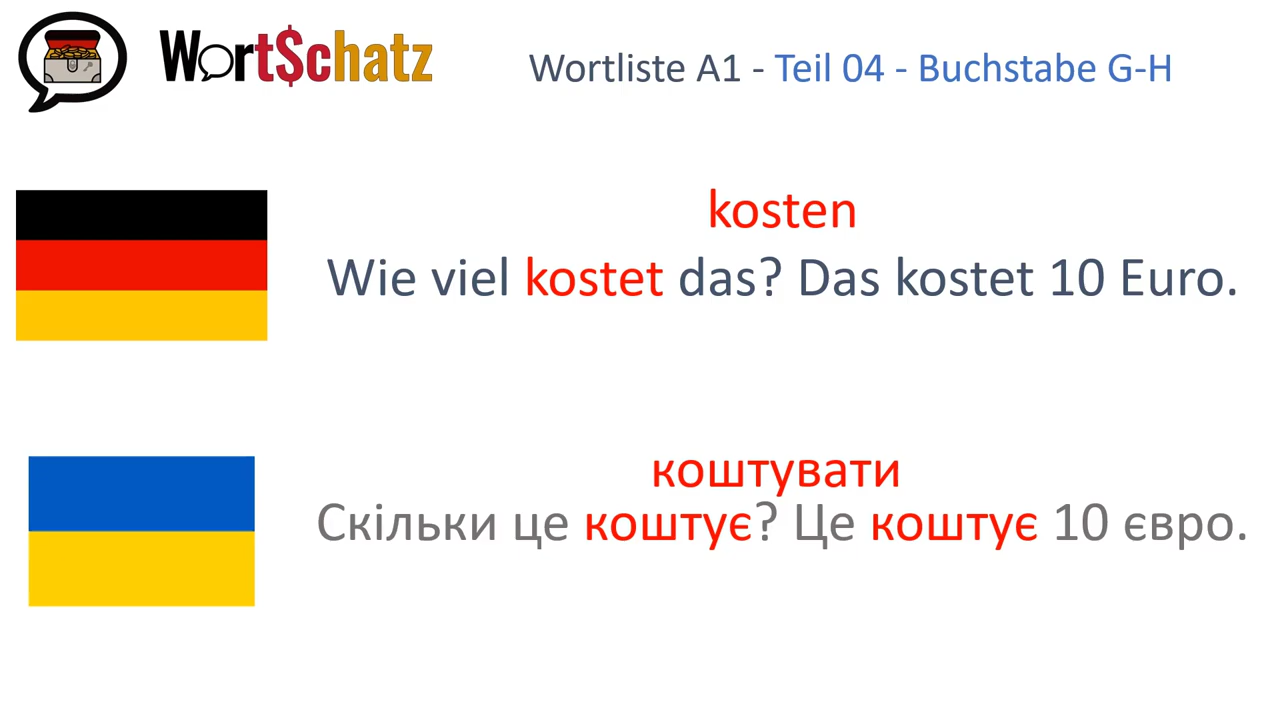 Wort$chatz
Wortliste A1 - Teil 04 - Buchstabe G-H
kosten
Wie viel kostet das? Das kostet 10 Euro.
коштувати
Скільки це коштує? Це коштує 10 євро.